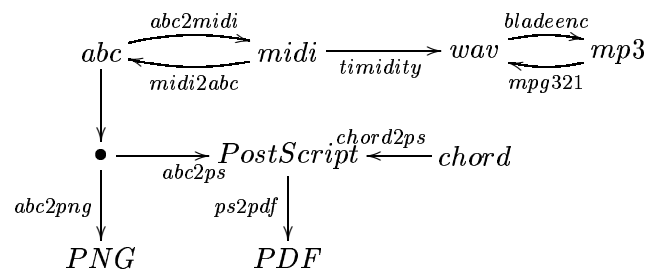 abc2midi bladeenc
abc midi wav mp3
midi2abc timidity mpg321
chord2ps
PostScript chord
abc2ps
abc2png ps2pdf
PNG PDF